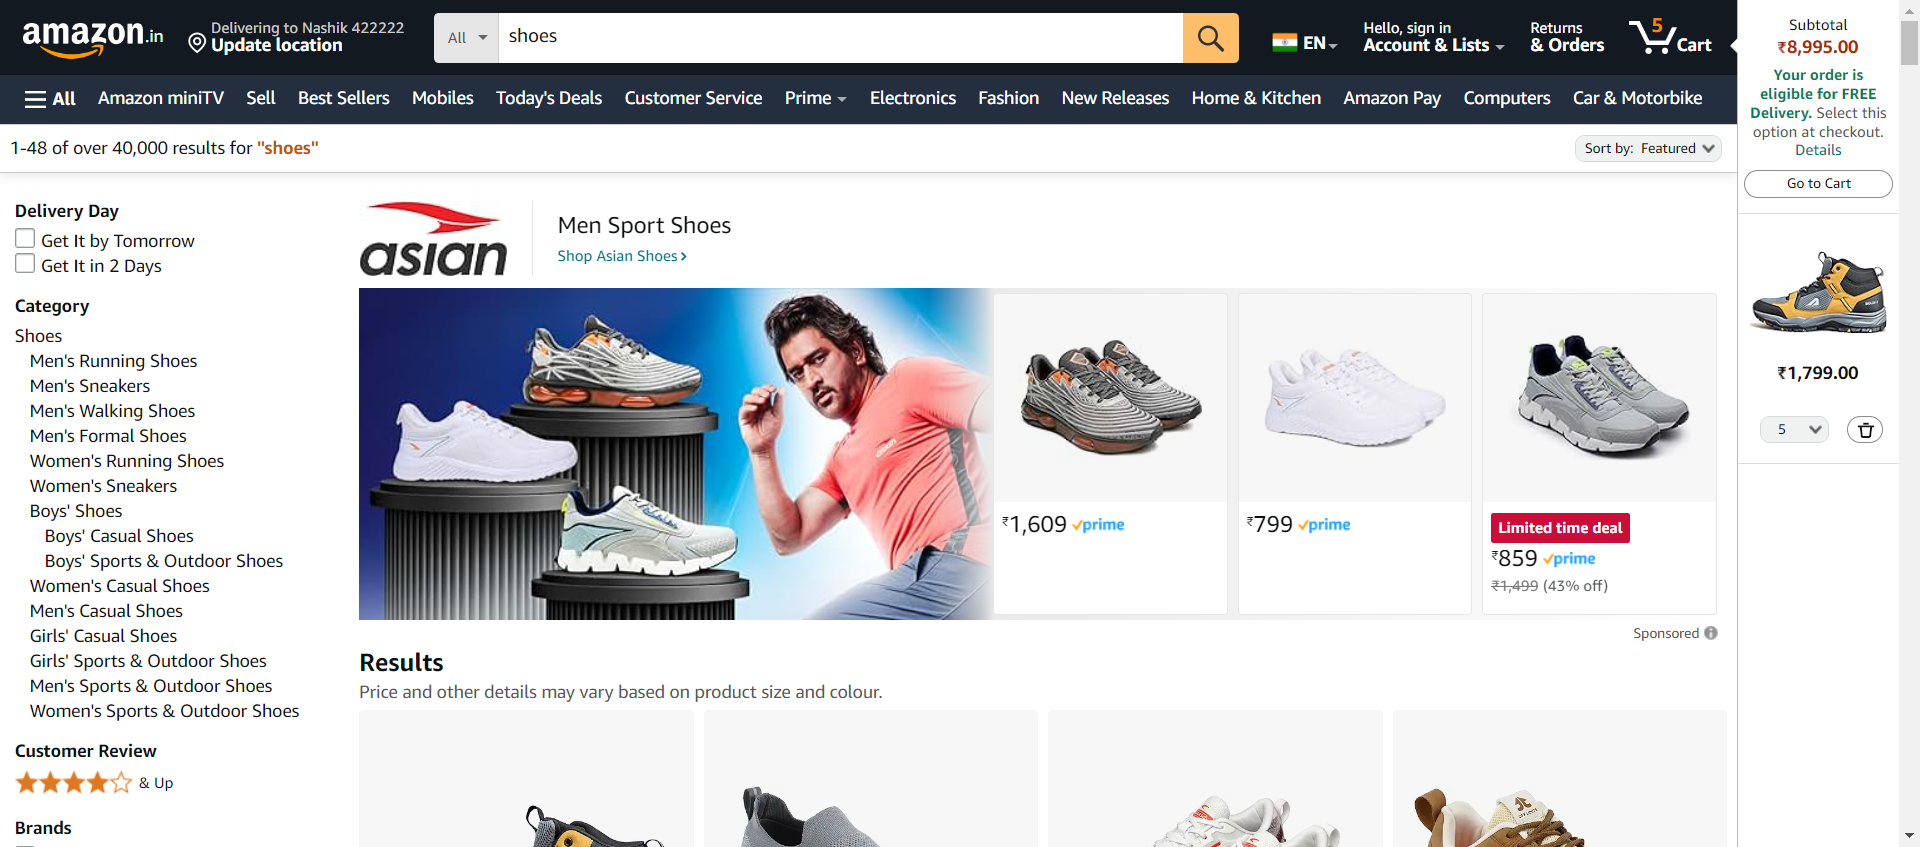 amazon.in
Delivering to Nashik 422222
Update location
All
shoes
EN
Hello, sign in
Account & Lists
Returns
& Orders
5
Cart
All
Amazon miniTV
Sell
Best Sellers
Mobiles
Today's Deals
Customer Service
Prime
Electronics
Fashion
New Releases
Home & Kitchen
Amazon Pay
Computers
Car & Motorbike
1-48 of over 40,000 results for "shoes"
Sort by: Featured
Delivery Day
Get It by Tomorrow
Get It in 2 Days
Category
Shoes
Men's Running Shoes
Men's Sneakers
Men's Walking Shoes
Men's Formal Shoes
Women's Running Shoes
Women's Sneakers
Boys' Shoes
Boys' Casual Shoes
Boys' Sports & Outdoor Shoes
Women's Casual Shoes
Men's Casual Shoes
Girls' Casual Shoes
Girls' Sports & Outdoor Shoes
Men's Sports & Outdoor Shoes
Women's Sports & Outdoor Shoes
Customer Review
& Up
Brands
asian
Men Sport Shoes
Shop Asian Shoes
₹1,609 prime
₹799 prime
Limited time deal
₹859 prime
₹1,499 (43% off)
Sponsored
Results
Price and other details may vary based on product size and colour.
Subtotal
₹8,995.00
Your order is
eligible for FREE
Delivery. Select this
option at checkout.
Details
Go to Cart
₹1,799.00
5